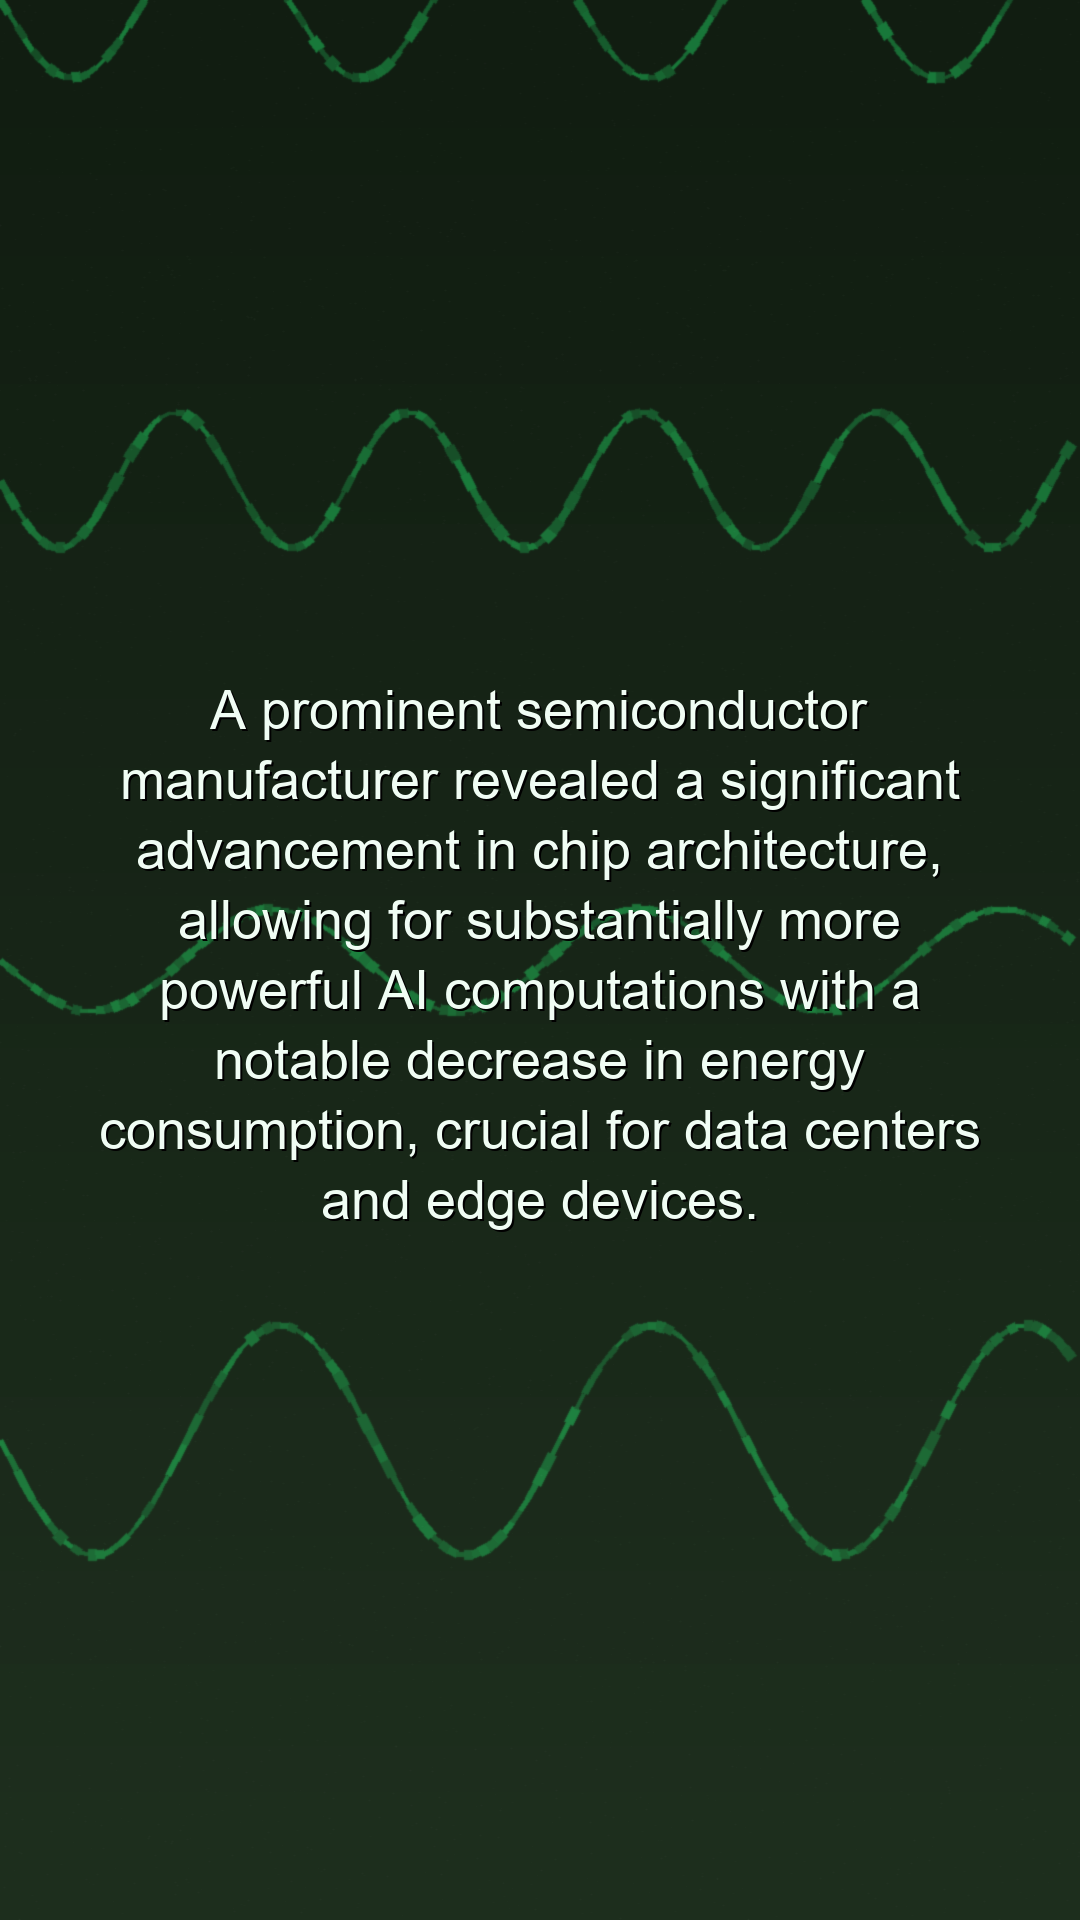 A prominent semiconductor
manufacturer revealed a significant
advancement in chip architecture,
allowing for substantially more
powerful AI computations with a
notable decrease in energy
consumption, crucial for data centers
and edge devices.